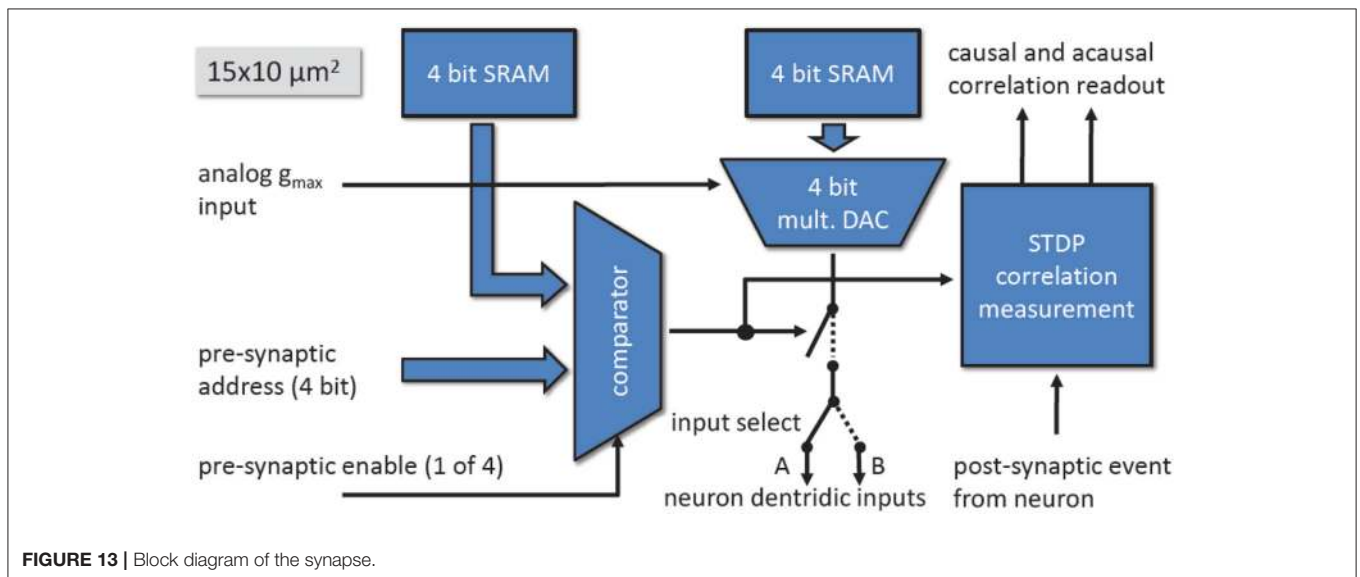 15x10 μm²
4 bit SRAM
4 bit SRAM
causal and acausal
correlation readout
analog gmax
input
4 bit
mult. DAC
comparator
STDP
correlation
measurement
pre-synaptic
address (4 bit)
input select
pre-synaptic enable (1 of 4)
A
B
neuron dentridic inputs
post-synaptic event
from neuron
FIGURE 13 | Block diagram of the synapse.